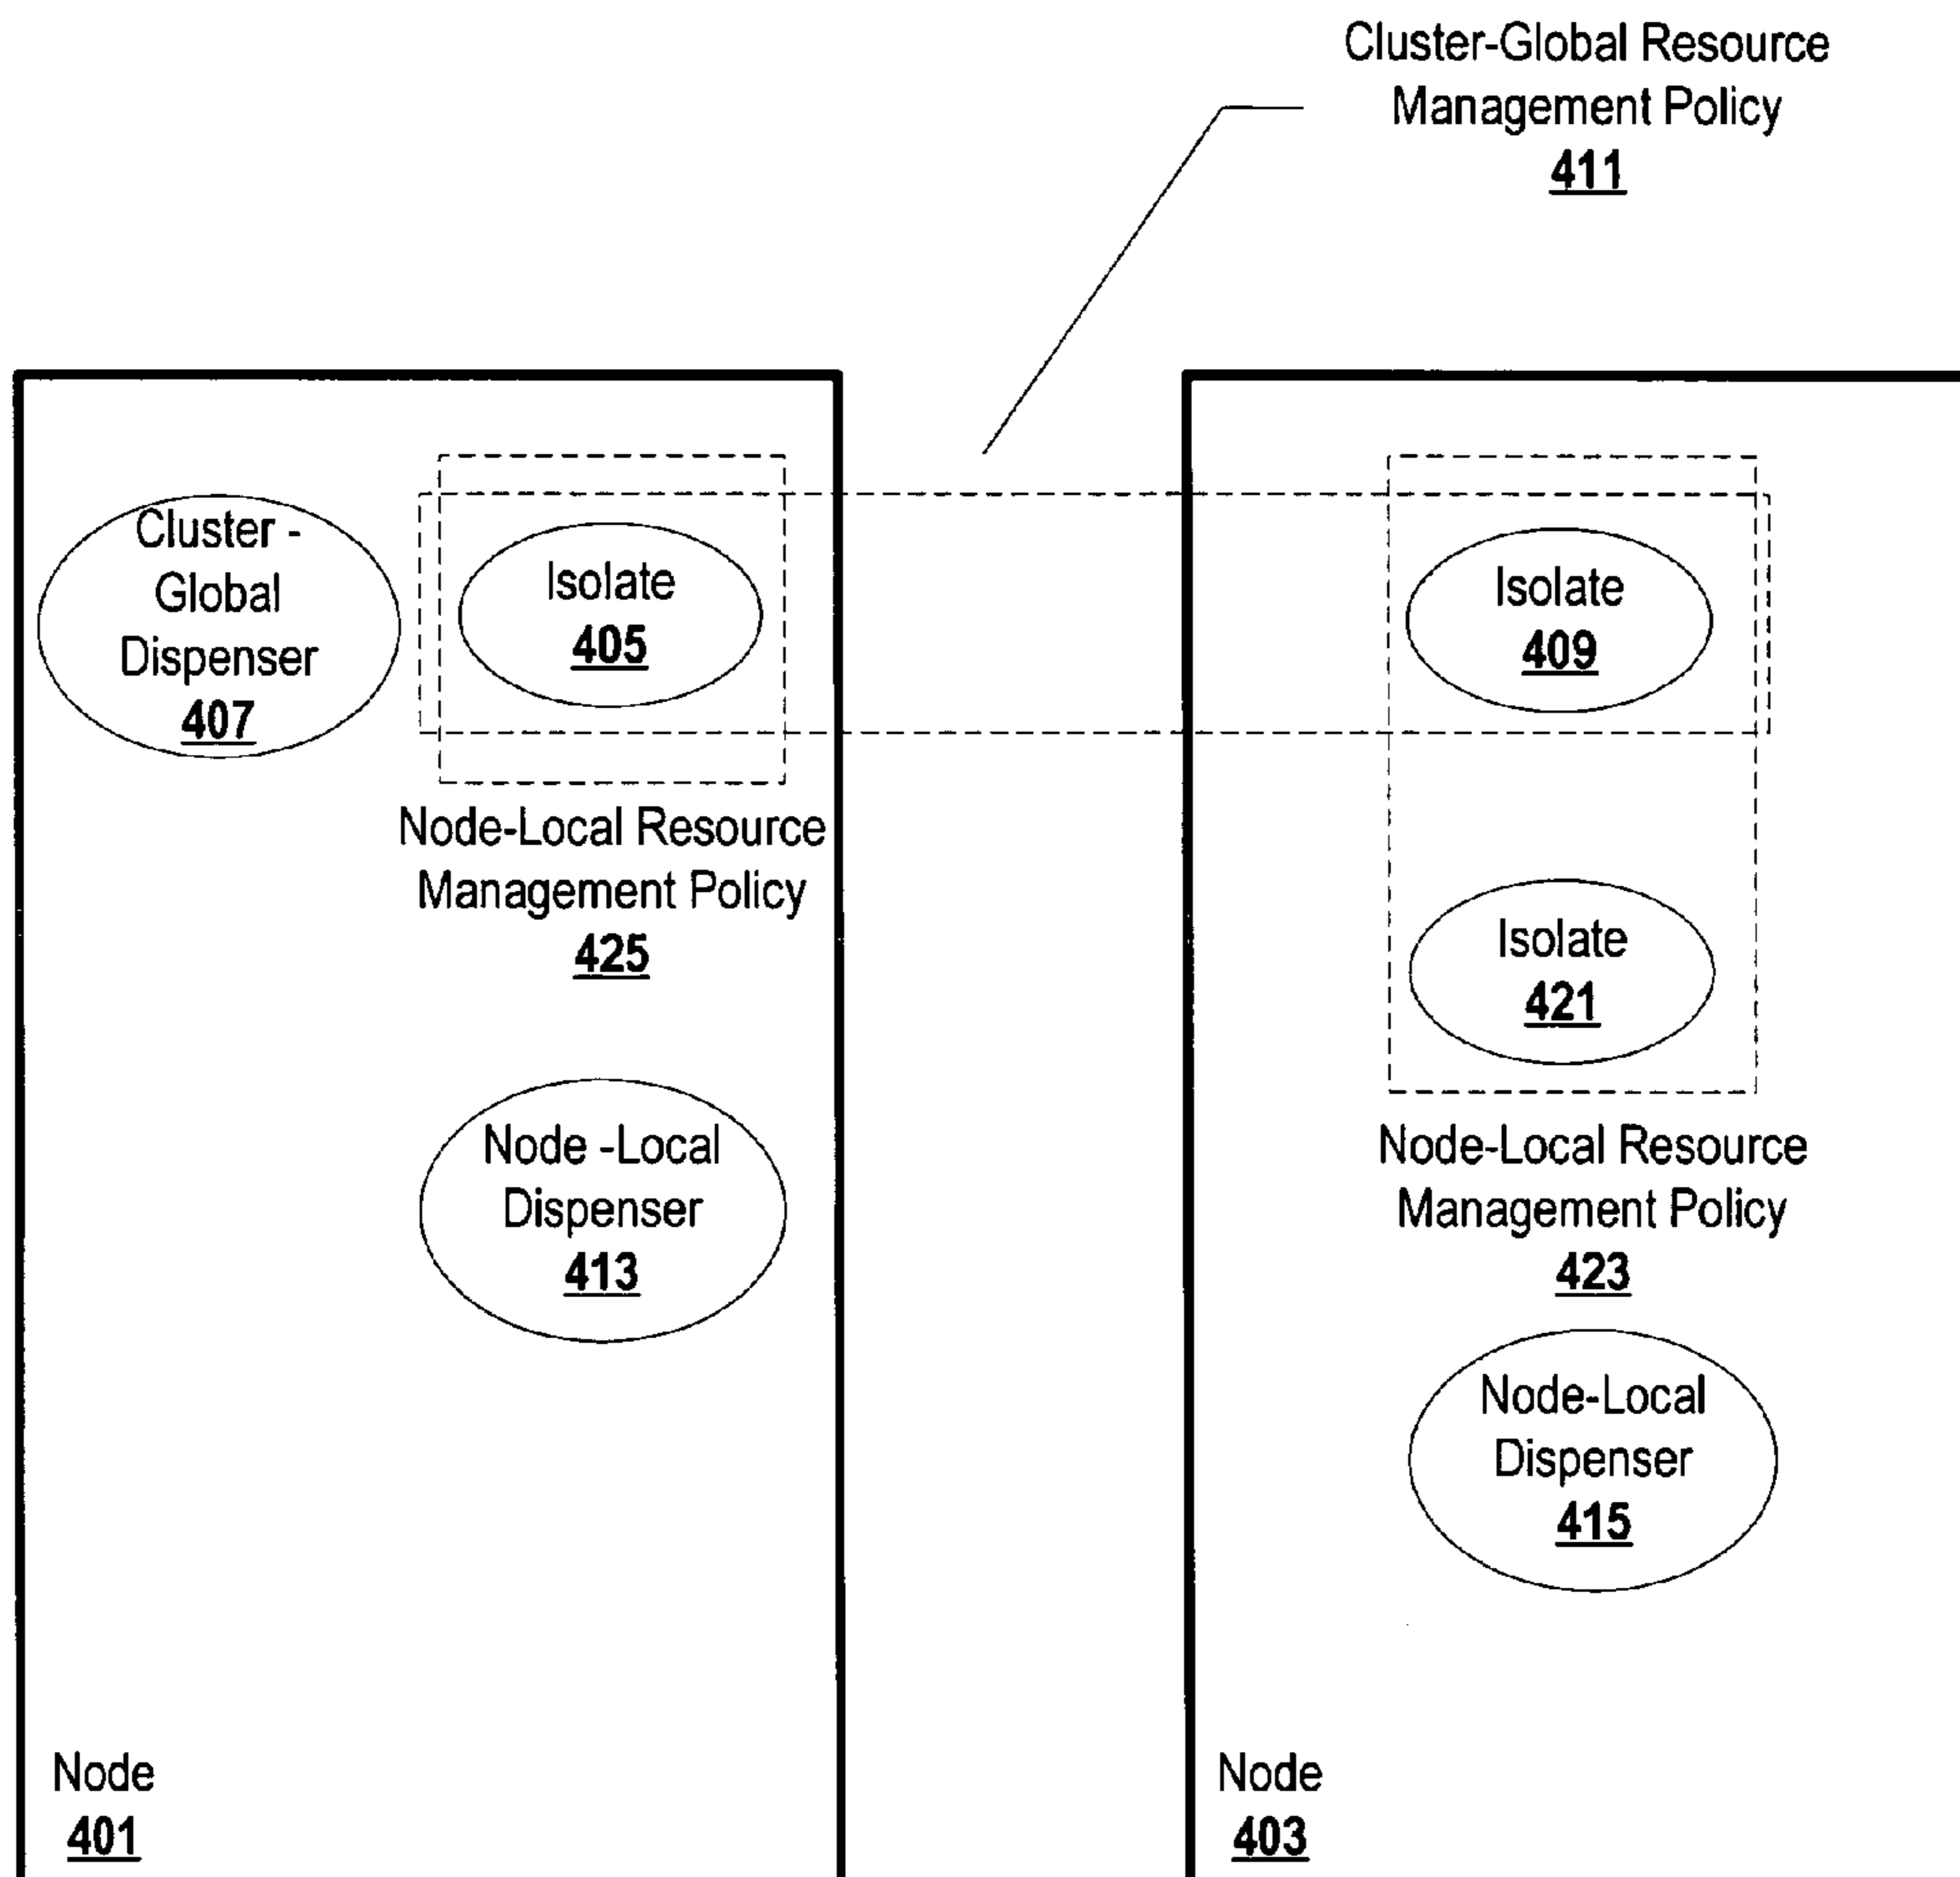 Cluster-Global Resource
Management Policy
411
Cluster -
Global
Dispenser
407
Isolate
405
Node-Local Resource
Management Policy
425
Node -Local
Dispenser
413
Node
401
Isolate
409
Isolate
421
Node-Local Resource
Management Policy
423
Node-Local
Dispenser
415
Node
403